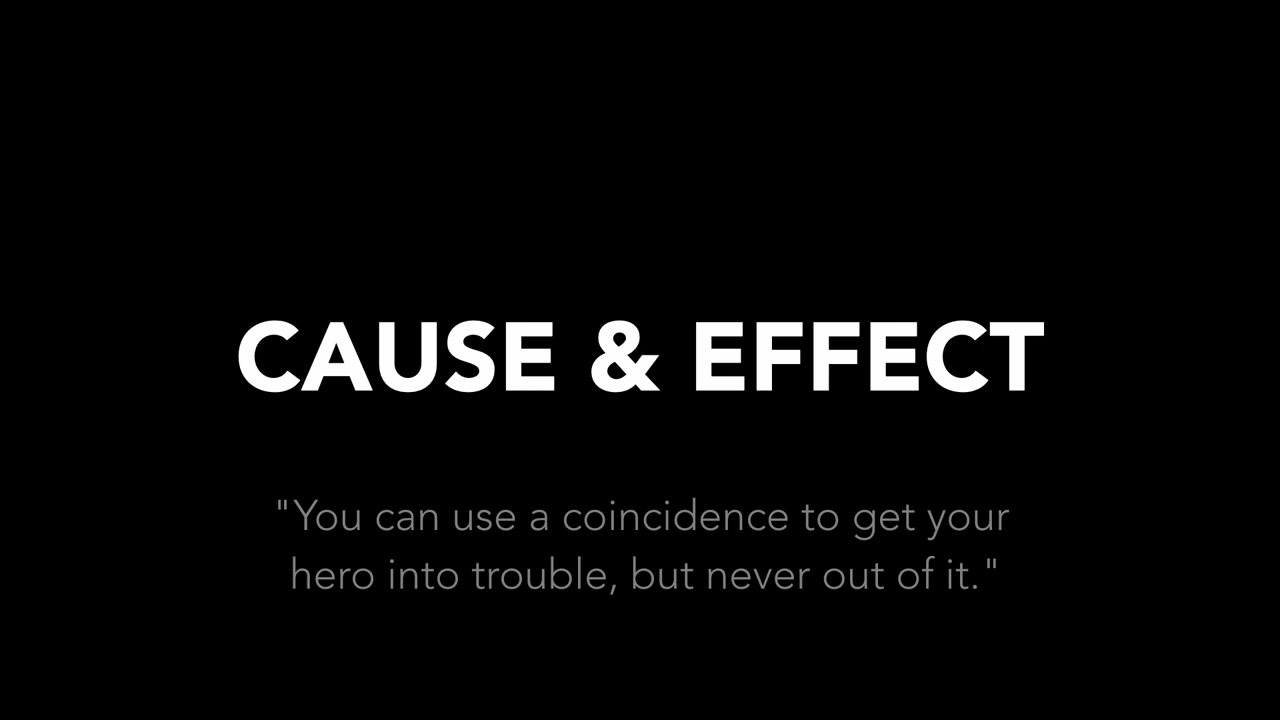 CAUSE & EFFECT
"You can use a coincidence to get your
hero into trouble, but never out of it."